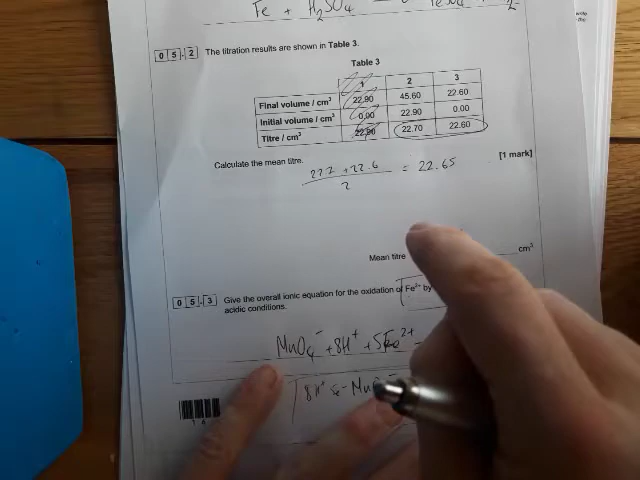 Fe + H₂SO₄
0 5 . 2 The titration results are shown in Table 3.
Table 3
1 2 3
Final volume / cm³ 22.90 45.60 22.60
Initial volume / cm³ 0.00 22.90 0.00
Titre / cm³ 22.90 22.70 22.60
Calculate the mean titre.
[1 mark]
22.7 + 22.6 = 22.65
2
Mean titre cm³
0 5 . 3 Give the overall ionic equation for the oxidation of Fe²⁺ by
acidic conditions.
MnO₄⁻ + 8H⁺ + 5Fe²⁺
8H⁺